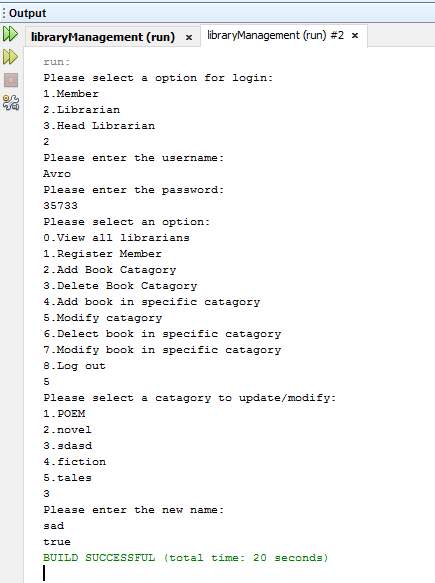 Output
libraryManagement (run) × libraryManagement (run) #2 ×
run:
Please select a option for login:
1.Member
2.Librarian
3.Head Librarian
2
Please enter the username:
Avro
Please enter the password:
35733
Please select an option:
0.View all librarians
1.Register Member
2.Add Book Catagory
3.Delete Book Catagory
4.Add book in specific catagory
5.Modify catagory
6.Delect book in specific catagory
7.Modify book in specific catagory
8.Log out
5
Please select a catagory to update/modify:
1.POEM
2.novel
3.sdasd
4.fiction
5.tales
3
Please enter the new name:
sad
true
BUILD SUCCESSFUL (total time: 20 seconds)